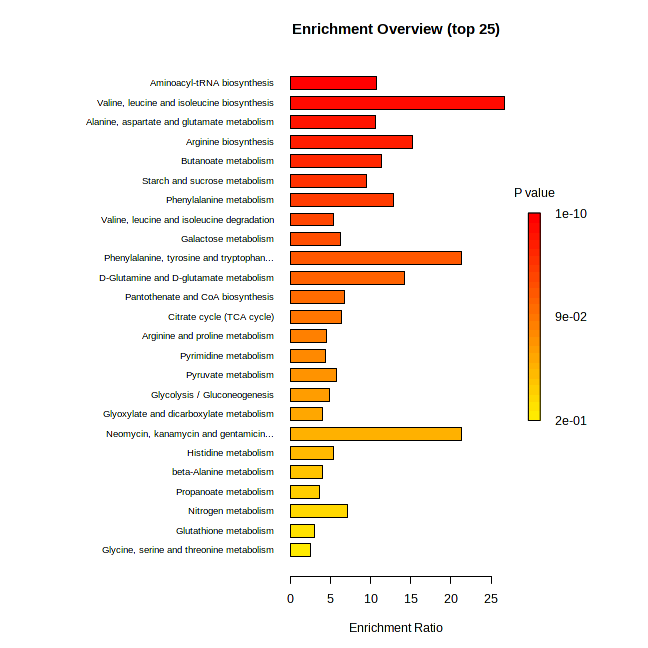 Enrichment Overview (top 25)
Aminoacyl-tRNA biosynthesis
Valine, leucine and isoleucine biosynthesis
Alanine, aspartate and glutamate metabolism
Arginine biosynthesis
Butanoate metabolism
Starch and sucrose metabolism
Phenylalanine metabolism
Valine, leucine and isoleucine degradation
Galactose metabolism
Phenylalanine, tyrosine and tryptophan...
D-Glutamine and D-glutamate metabolism
Pantothenate and CoA biosynthesis
Citrate cycle (TCA cycle)
Arginine and proline metabolism
Pyrimidine metabolism
Pyruvate metabolism
Glycolysis / Gluconeogenesis
Glyoxylate and dicarboxylate metabolism
Neomycin, kanamycin and gentamicin...
Histidine metabolism
beta-Alanine metabolism
Propanoate metabolism
Nitrogen metabolism
Glutathione metabolism
Glycine, serine and threonine metabolism
0 5 10 15 20 25
Enrichment Ratio
P value
1e-10
9e-02
2e-01